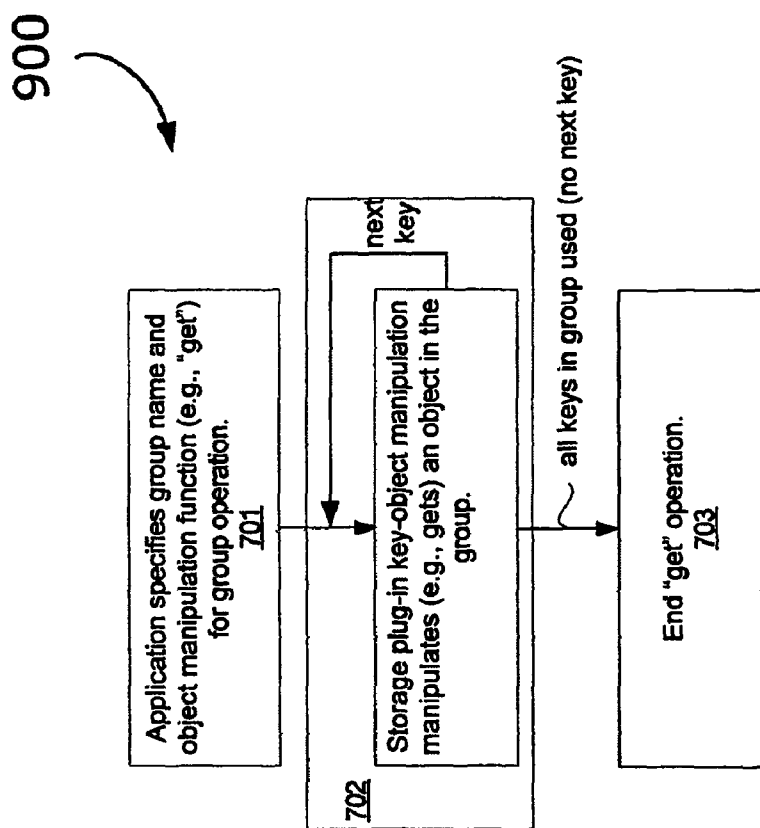 900
Application specifies group name and
object manipulation function (e.g., "get")
for group operation.
701
next
key
702
Storage plug-in key-object manipulation
manipulates (e.g., gets) an object in the
group.
all keys in group used (no next key)
End "get" operation.
703